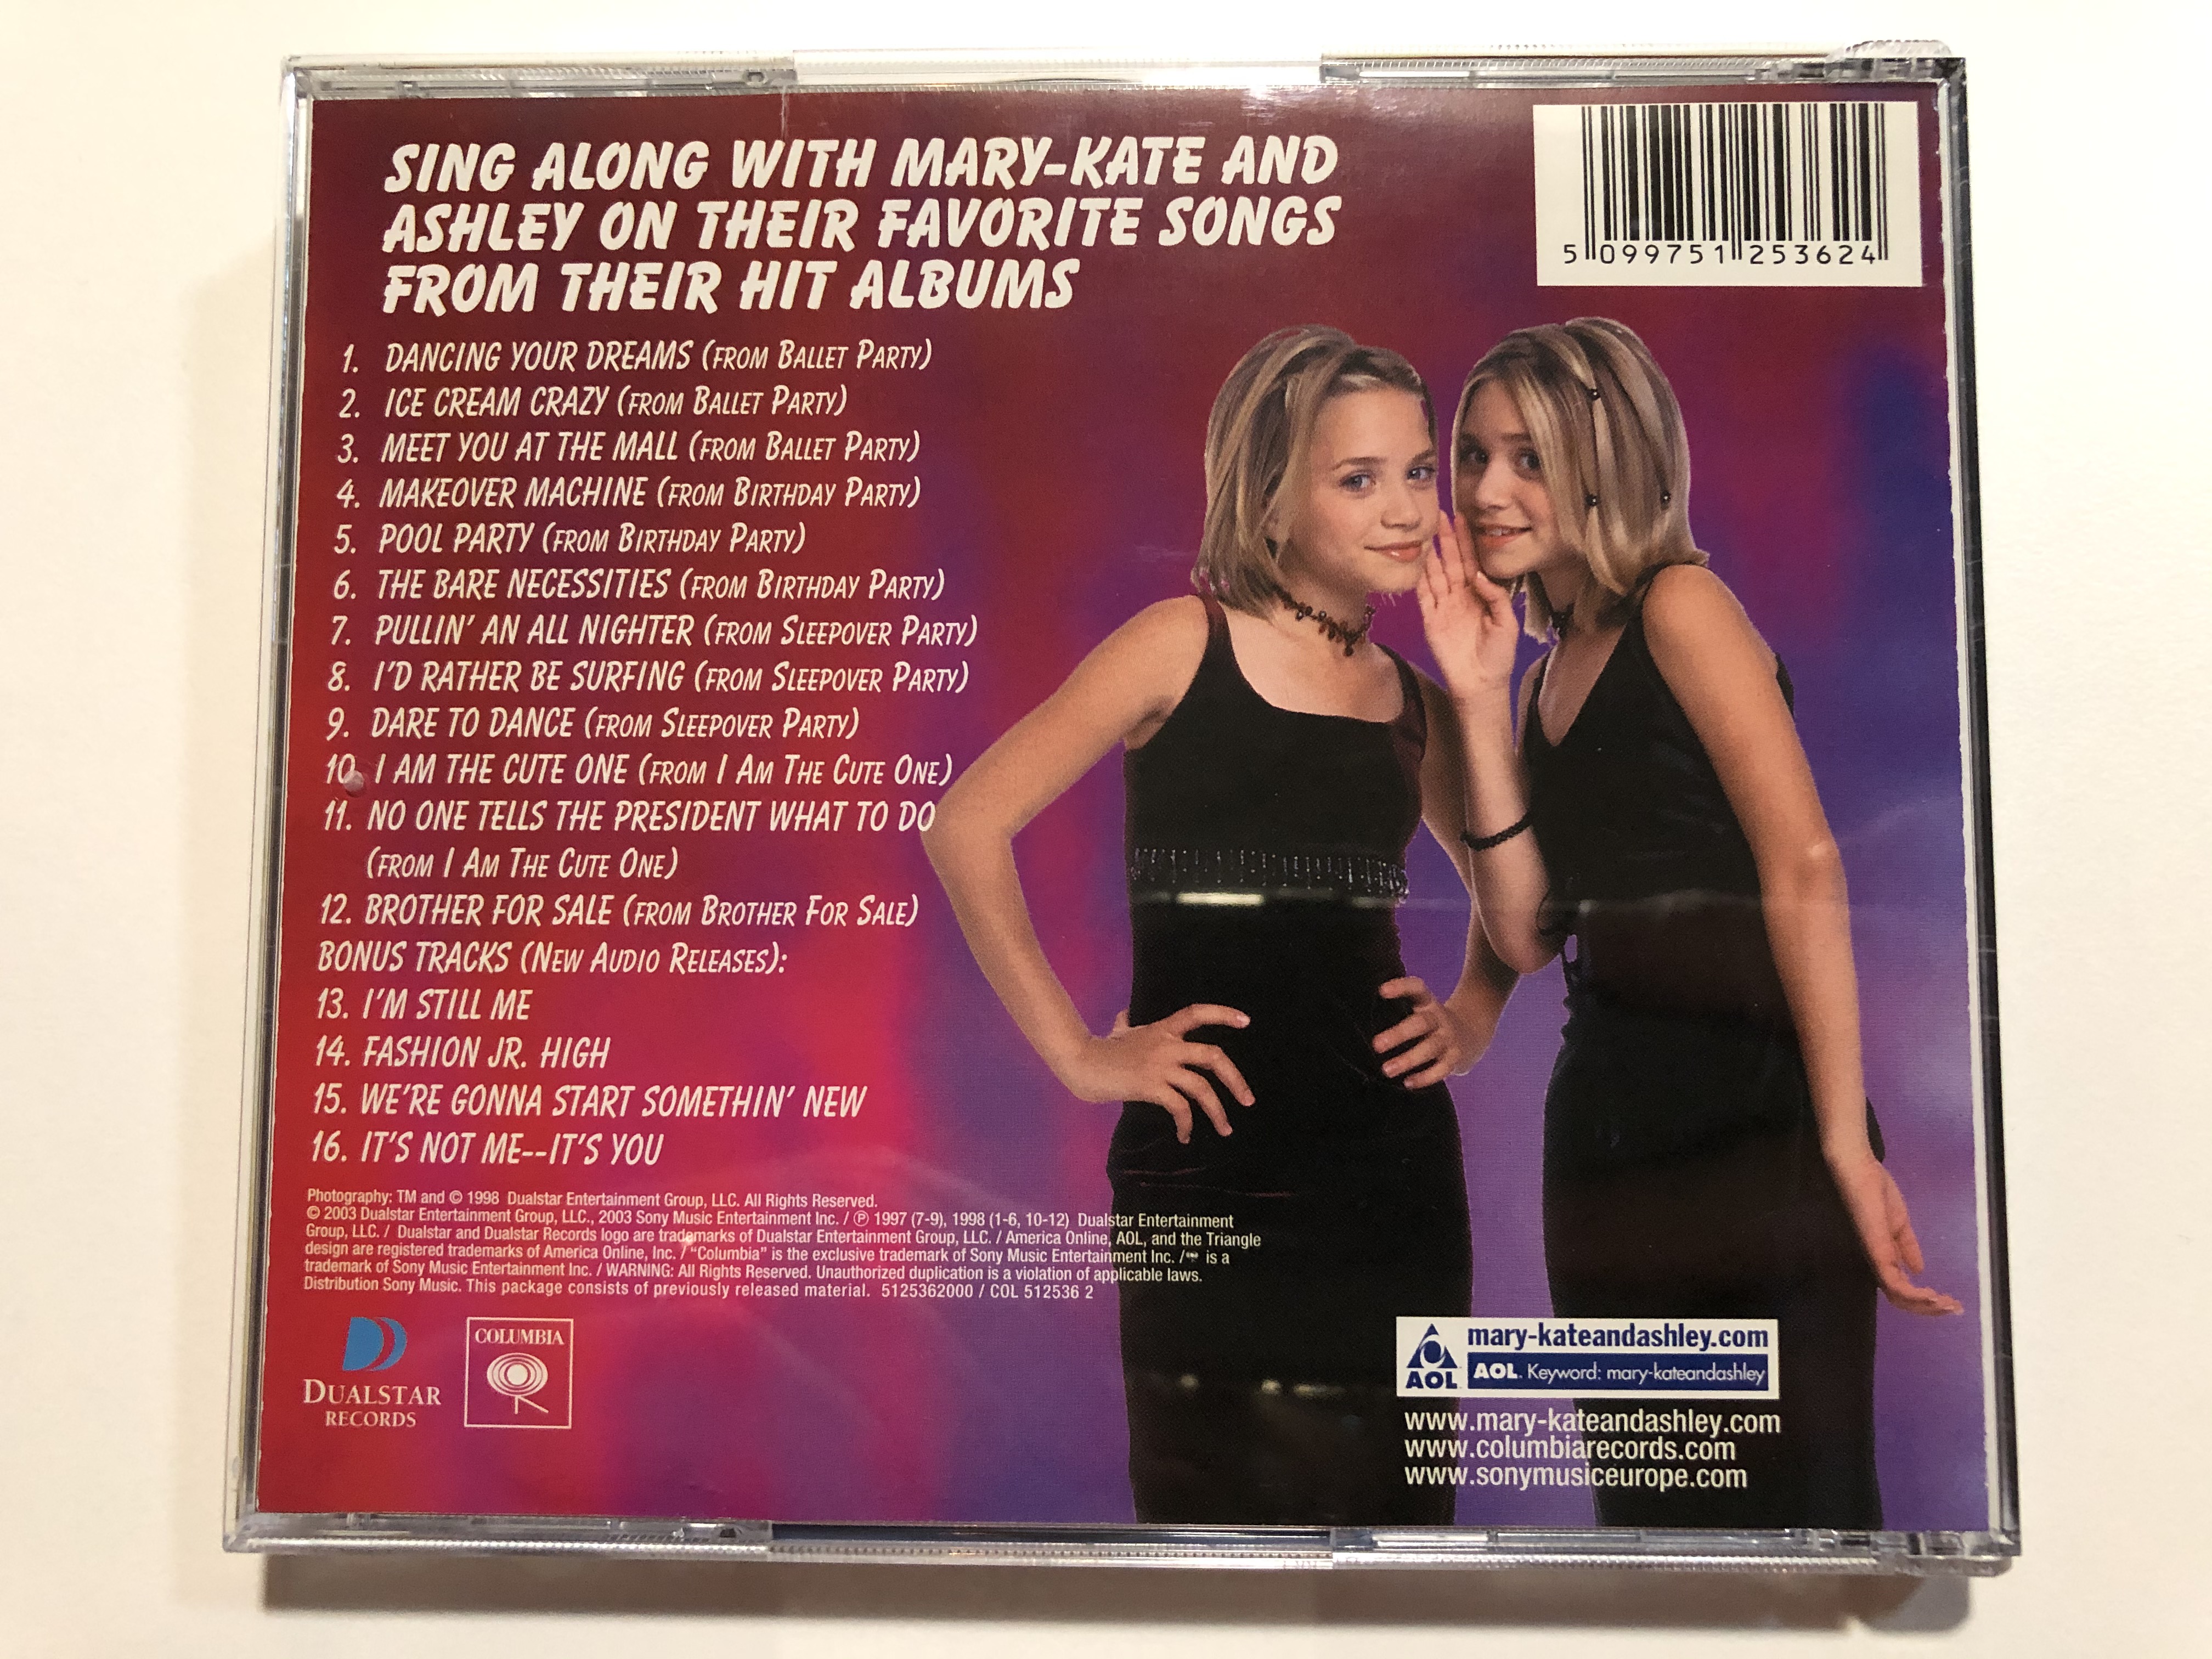 SING ALONG WITH MARY-KATE AND
ASHLEY ON THEIR FAVORITE SONGS
FROM THEIR HIT ALBUMS
5 099751 253624
1. DANCING YOUR DREAMS (FROM BALLET PARTY)
2. ICE CREAM CRAZY (FROM BALLET PARTY)
3. MEET YOU AT THE MALL (FROM BALLET PARTY)
4. MAKEOVER MACHINE (FROM BIRTHDAY PARTY)
5. POOL PARTY (FROM BIRTHDAY PARTY)
6. THE BARE NECESSITIES (FROM BIRTHDAY PARTY)
7. PULLIN' AN ALL NIGHTER (FROM SLEEPOVER PARTY)
8. I'D RATHER BE SURFING (FROM SLEEPOVER PARTY)
9. DARE TO DANCE (FROM SLEEPOVER PARTY)
10. I AM THE CUTE ONE (FROM I AM THE CUTE ONE)
11. NO ONE TELLS THE PRESIDENT WHAT TO DO
(FROM I AM THE CUTE ONE)
12. BROTHER FOR SALE (FROM BROTHER FOR SALE)
BONUS TRACKS (NEW AUDIO RELEASES):
13. I'M STILL ME
14. FASHION JR. HIGH
15. WE'RE GONNA START SOMETHIN' NEW
16. IT'S NOT ME--IT'S YOU
Photography: TM and © 1998 Dualstar Entertainment Group, LLC. All Rights Reserved.
© 2003 Dualstar Entertainment Group, LLC., 2003 Sony Music Entertainment Inc. / ℗ 1997 (7-9), 1998 (1-6, 10-12) Dualstar Entertainment
Group, LLC. / Dualstar and Dualstar Records logo are trademarks of Dualstar Entertainment Group, LLC. / America Online, AOL, and the Triangle
design are registered trademarks of America Online, Inc. / "Columbia" is the exclusive trademark of Sony Music Entertainment Inc. / is a
trademark of Sony Music Entertainment Inc. / WARNING: All Rights Reserved. Unauthorized duplication is a violation of applicable laws.
Distribution Sony Music. This package consists of previously released material. 5125362000 / COL 512536 2
DUALSTAR
RECORDS
COLUMBIA
AOL
mary-kateandashley.com
AOL. Keyword: mary-kateandashley
www.mary-kateandashley.com
www.columbiarecords.com
www.sonymusiceurope.com